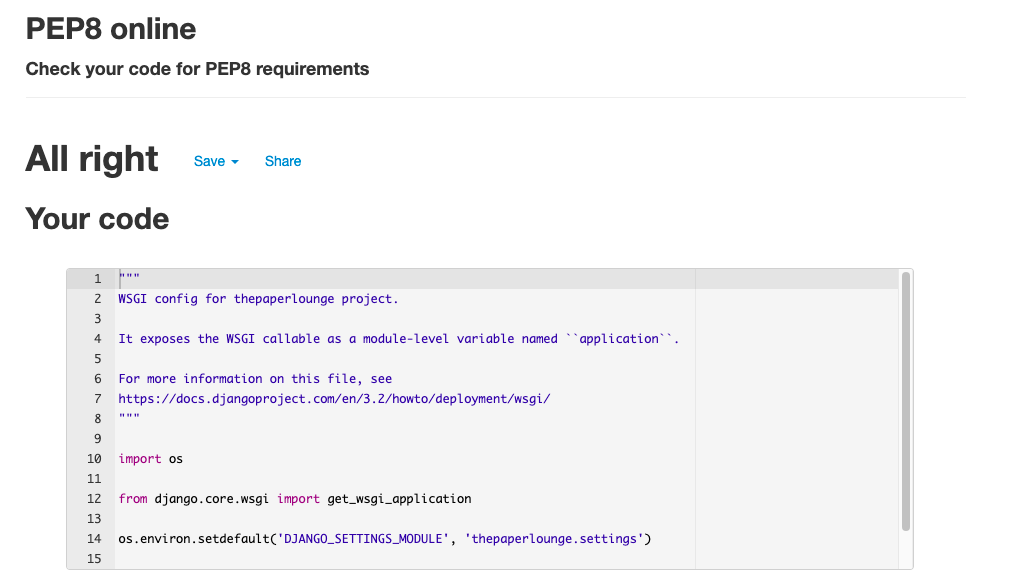 PEP8 online
Check your code for PEP8 requirements
All right Save Share
Your code
1 """
2 WSGI config for thepaperlounge project.
3
4 It exposes the WSGI callable as a module-level variable named ``application``.
5
6 For more information on this file, see
7 https://docs.djangoproject.com/en/3.2/howto/deployment/wsgi/
8 """
9
10 import os
11
12 from django.core.wsgi import get_wsgi_application
13
14 os.environ.setdefault('DJANGO_SETTINGS_MODULE', 'thepaperlounge.settings')
15